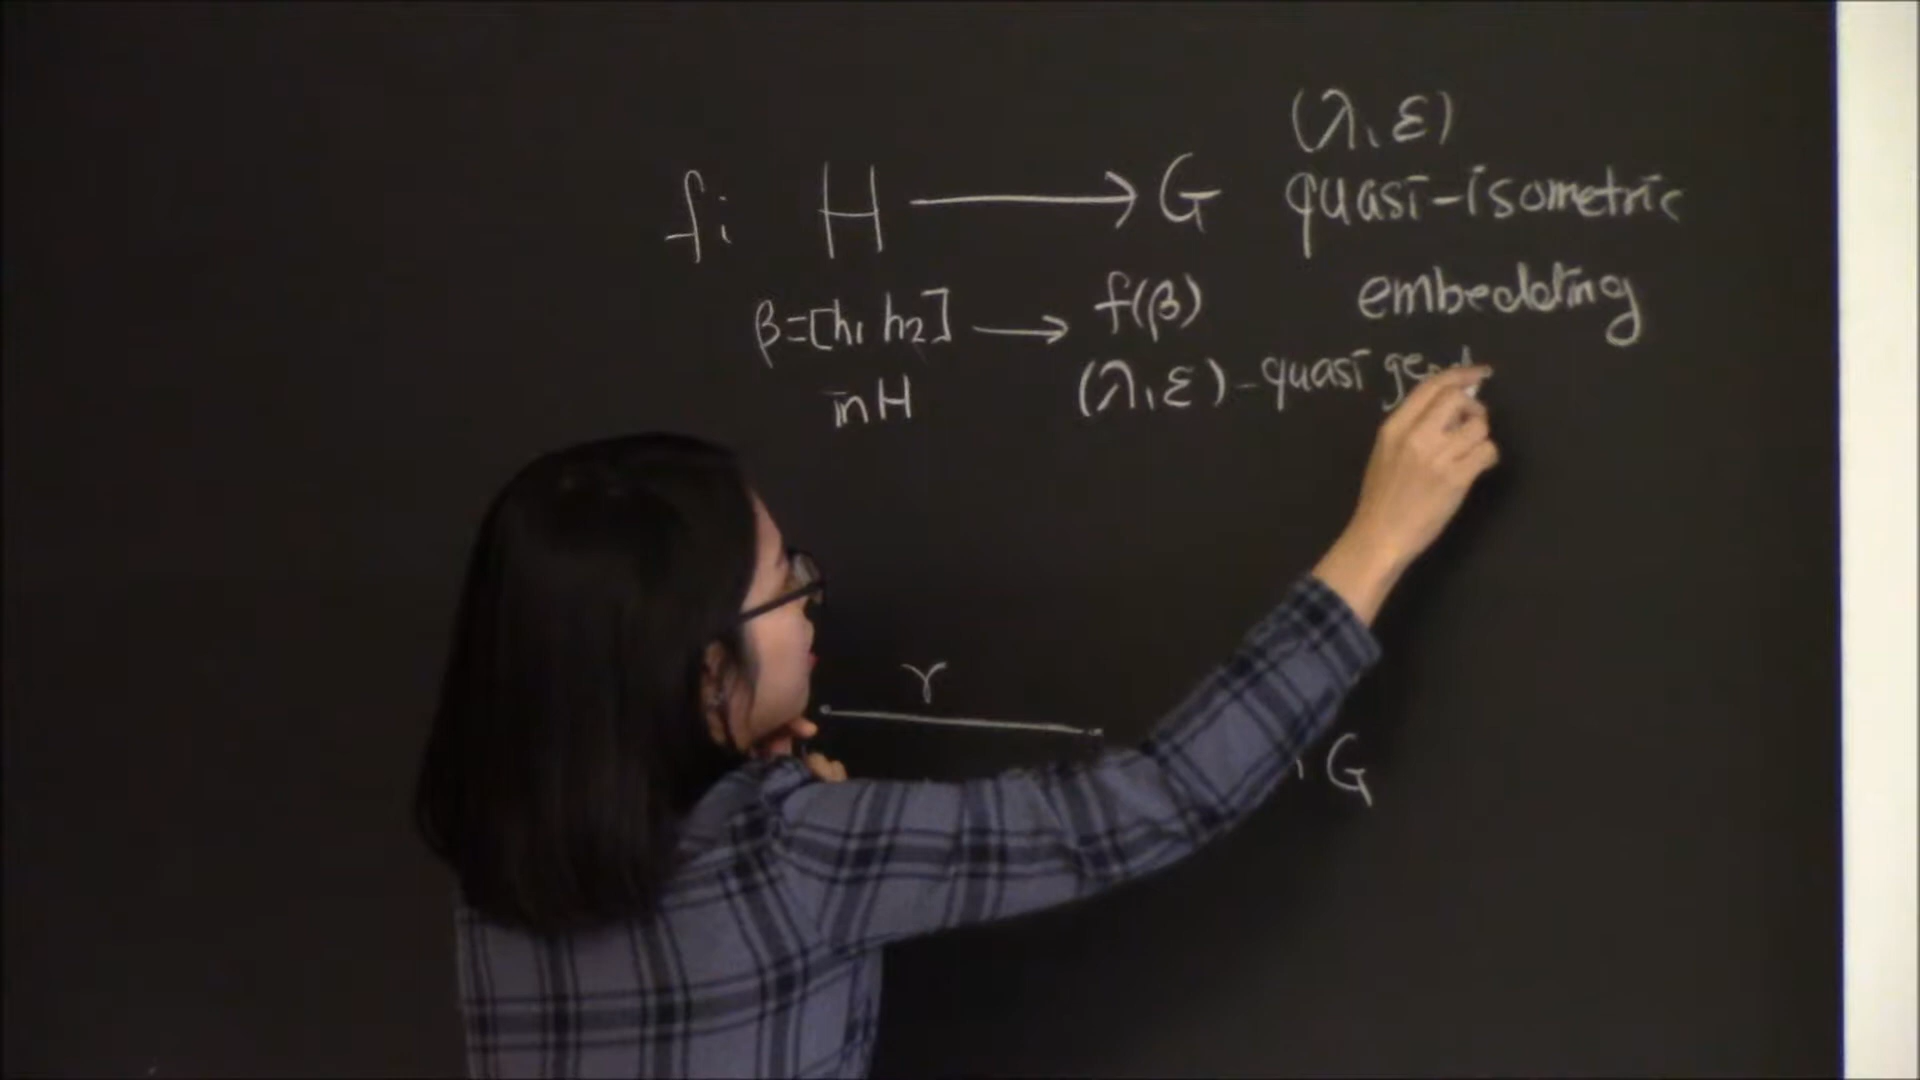 (λ, ε)
f: H → G quasi-isometric
β=[h₁ h₂] → f(β) embedding
in H (λ, ε)-quasi
γ
G